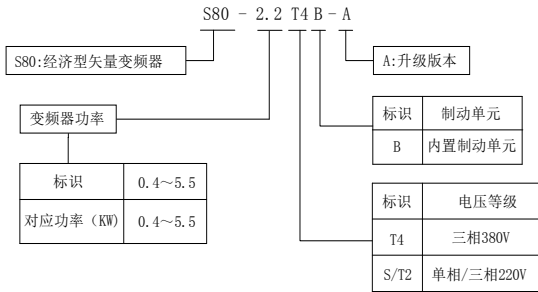 S80 - 2.2 T4 B - A
S80:经济型矢量变频器
A:升级版本
变频器功率
标识 制动单元
B 内置制动单元
标识 0.4～5.5
对应功率（KW) 0.4～5.5
标识 电压等级
T4 三相380V
S/T2 单相/三相220V